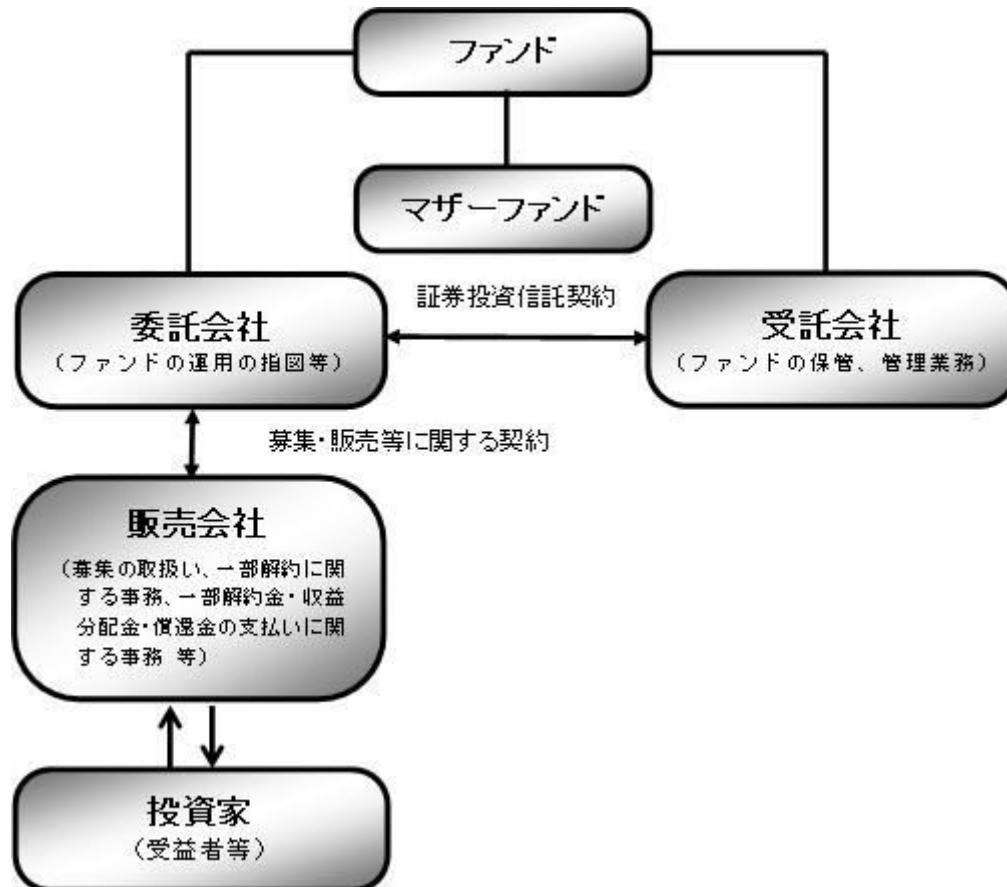 ファンド
マザーファンド
証券投資信託契約
委託会社
（ファンドの運用の指図等）
受託会社
（ファンドの保管、管理業務）
募集・販売等に関する契約
販売会社
（募集の取扱い、一部解約に関
する事務、一部解約金・収益
分配金・償還金の支払いに関
する事務 等）
投資家
（受益者等）